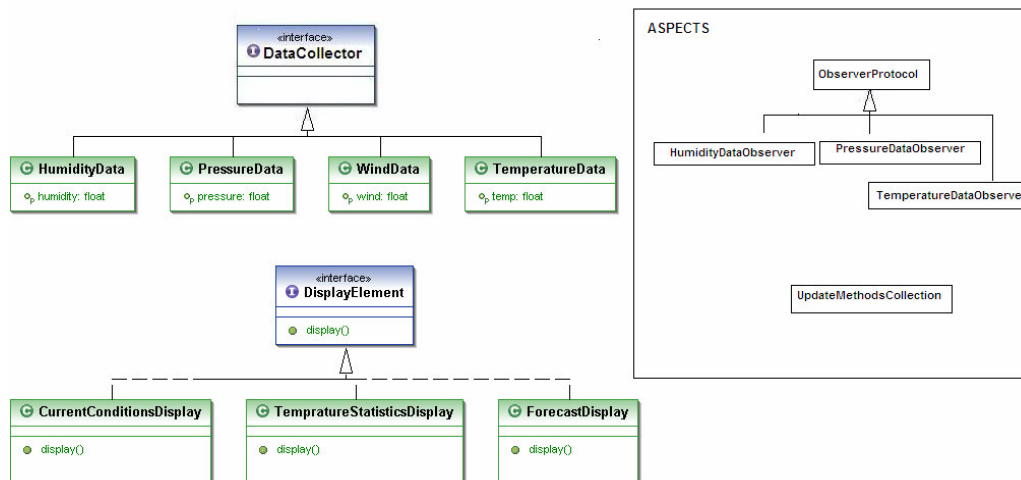 «interface»
I DataCollector
C HumidityData
humidity: float
C PressureData
pressure: float
C WindData
wind: float
C TemperatureData
temp: float
«interface»
I DisplayElement
display()
C CurrentConditionsDisplay
display()
C TempratureStatisticsDisplay
display()
C ForecastDisplay
display()
ASPECTS
ObserverProtocol
HumidityDataObserver
PressureDataObserver
TemperatureDataObserver
UpdateMethodsCollection